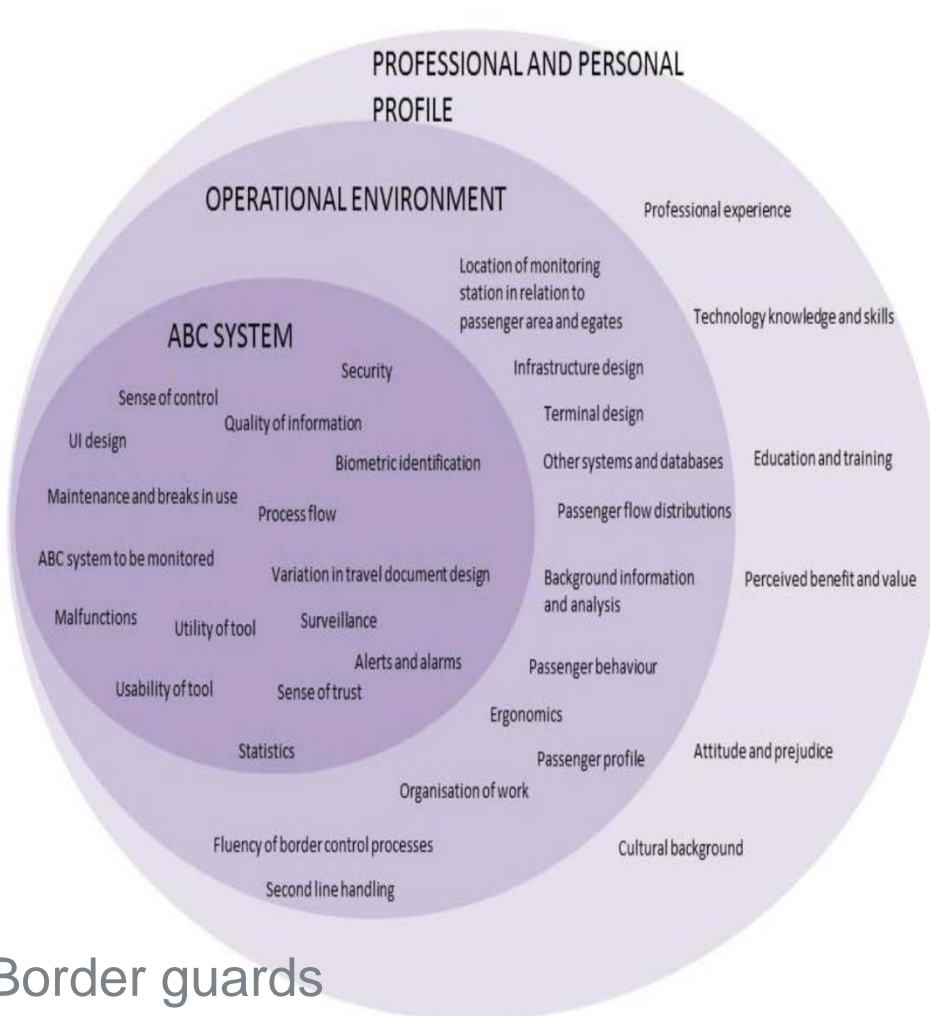 PROFESSIONAL AND PERSONAL
PROFILE
OPERATIONAL ENVIRONMENT
Professional experience
Location of monitoring
station in relation to
passenger area and egates
Technology knowledge and skills
ABC SYSTEM
Security
Infrastructure design
Sense of control
Quality of information
Terminal design
UI design
Biometric identification
Other systems and databases
Education and training
Maintenance and breaks in use
Process flow
Passenger flow distributions
ABC system to be monitored
Variation in travel document design
Background information
and analysis
Perceived benefit and value
Malfunctions
Utility of tool
Surveillance
Alerts and alarms
Passenger behaviour
Usability of tool
Sense of trust
Ergonomics
Statistics
Passenger profile
Attitude and prejudice
Organisation of work
Fluency of border control processes
Cultural background
Second line handling
Border guards